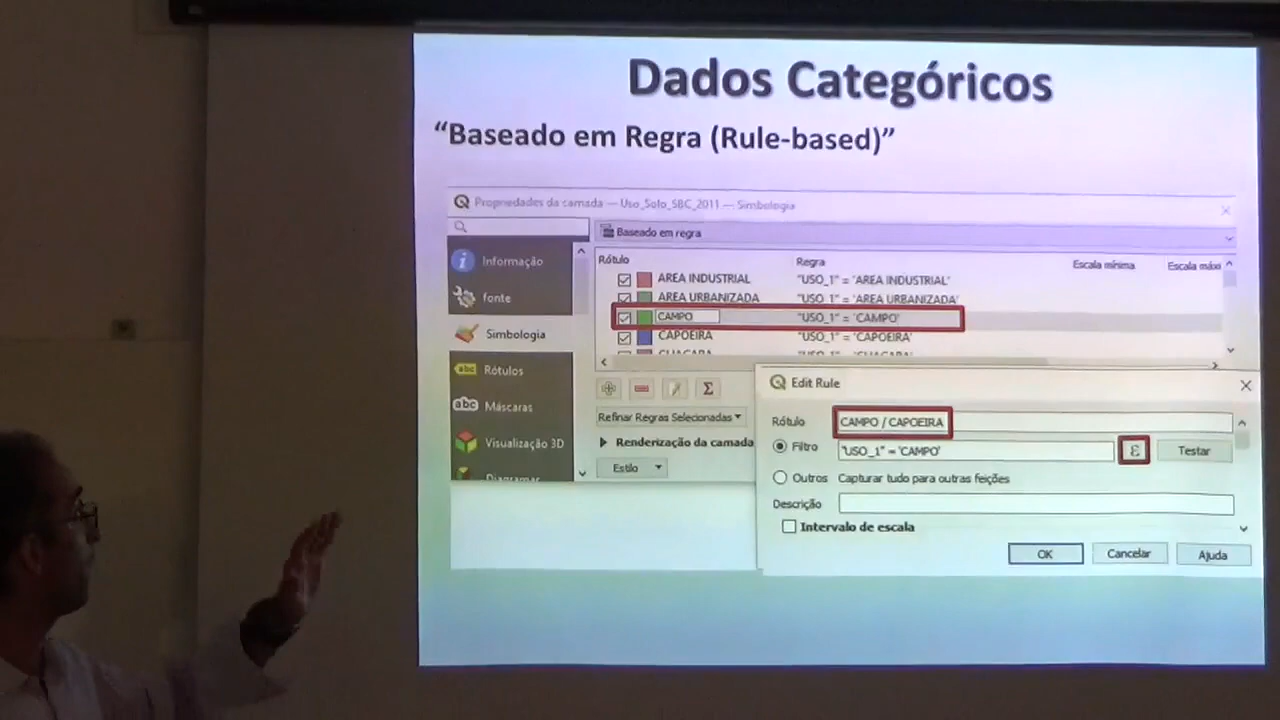 Dados Categóricos
“Baseado em Regra (Rule-based)”
Propriedades da camada — Uso_Solo_SBC_2011 — Simbologia
Baseado em regra
Informação
fonte
Simbologia
Rótulos
Máscaras
Visualização 3D
Diagramas
Rótulo Regra Escala mínima Escala máxi
AREA INDUSTRIAL "USO_1" = 'AREA INDUSTRIAL'
AREA URBANIZADA "USO_1" = 'AREA URBANIZADA'
CAMPO "USO_1" = 'CAMPO'
CAPOEIRA "USO_1" = 'CAPOEIRA'
Σ
Refinar Regras Selecionadas
Renderização da camada
Estilo
Edit Rule
Rótulo CAMPO / CAPOEIRA
Filtro "USO_1" = 'CAMPO' ε Testar
Outros Capturar tudo para outras feições
Descrição
Intervalo de escala
OK Cancelar Ajuda